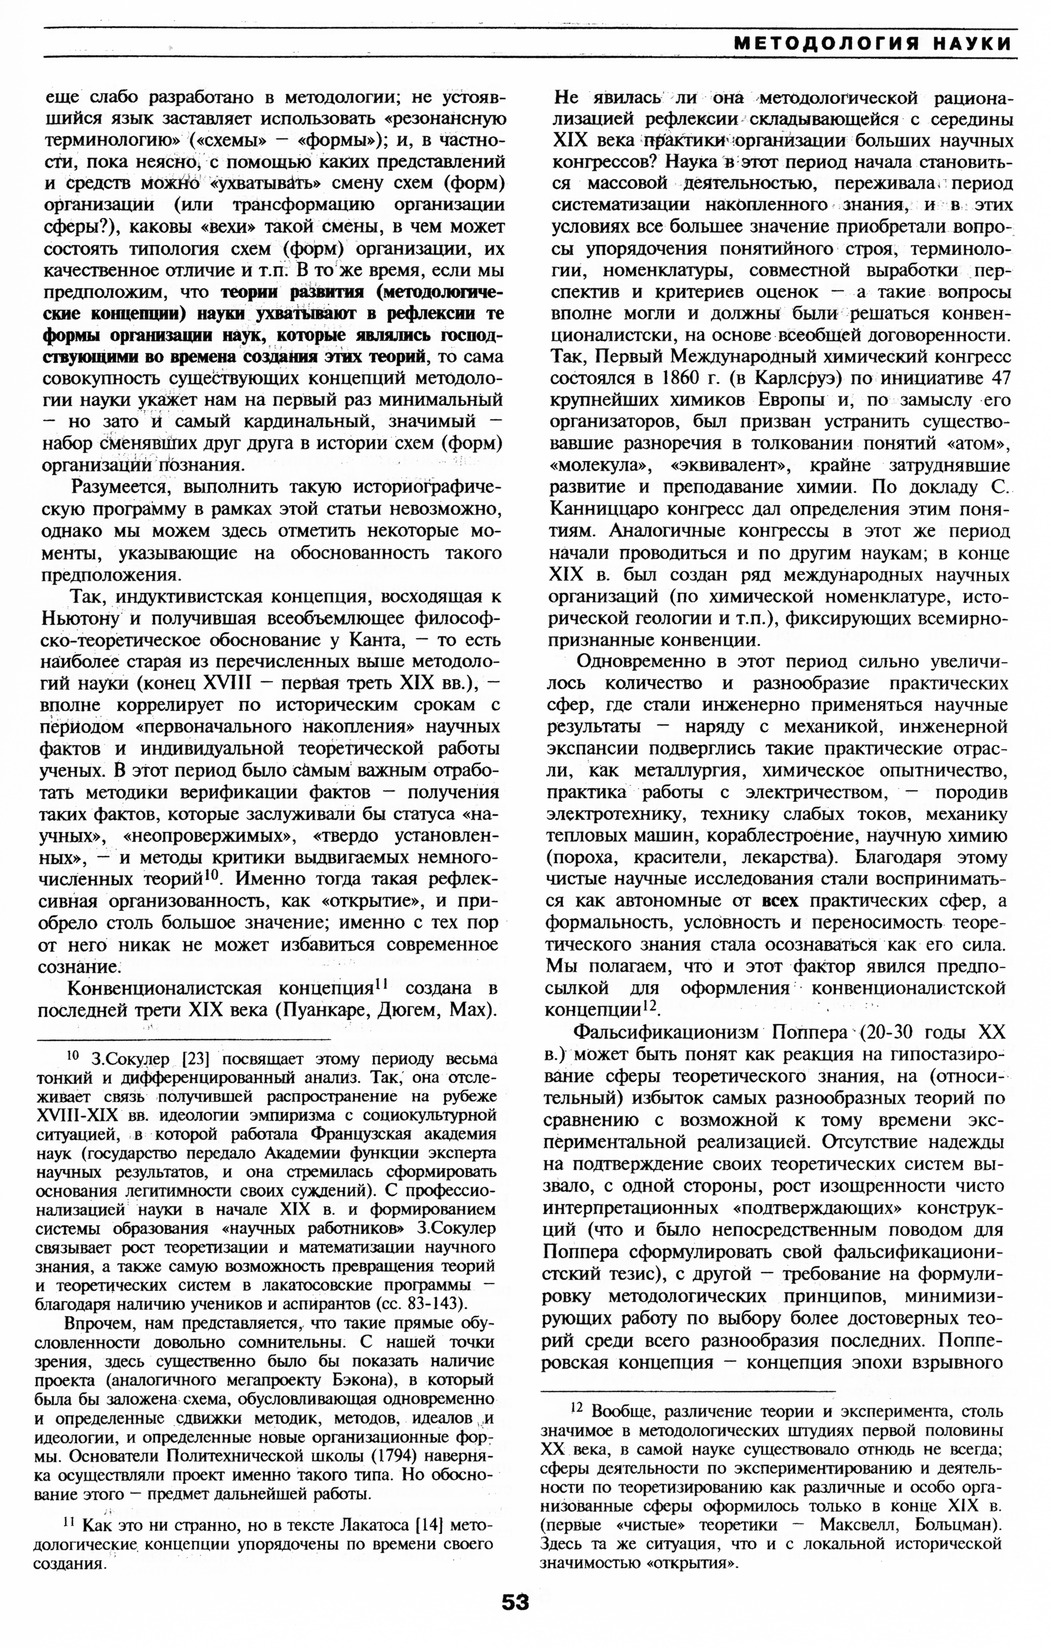 МЕТОДОЛОГИЯ НАУКИ
еще слабо разработано в методологии; не устояв-
шийся язык заставляет использовать «резонансную
терминологию» («схемы» — «формы»); и, в частно-
сти, пока неясно, с помощью каких представлений
и средств можно «ухватывать» смену схем (форм)
организации (или трансформацию организации
сферы?), каковы «вехи» такой смены, в чем может
состоять типология схем (форм) организации, их
качественное отличие и т.п. В то же время, если мы
предположим, что теории развития (методологиче-
ские концепции) науки ухватывают в рефлексии те
формы организации наук, которые являлись господ-
ствующими во времена создания этих теорий, то сама
совокупность существующих концепций методоло-
гии науки укажет нам на первый раз минимальный
— но зато и самый кардинальный, значимый —
набор сменявших друг друга в истории схем (форм)
организации познания.
Разумеется, выполнить такую историографиче-
скую программу в рамках этой статьи невозможно,
однако мы можем здесь отметить некоторые мо-
менты, указывающие на обоснованность такого
предположения.
Так, индуктивистская концепция, восходящая к
Ньютону и получившая всеобъемлющее философ-
ско-теоретическое обоснование у Канта, — то есть
наиболее старая из перечисленных выше методоло-
гий науки (конец XVIII — первая треть XIX вв.), —
вполне коррелирует по историческим срокам с
периодом «первоначального накопления» научных
фактов и индивидуальной теоретической работы
ученых. В этот период было самым важным отрабо-
тать методики верификации фактов — получения
таких фактов, которые заслуживали бы статуса «на-
учных», «неопровержимых», «твердо установлен-
ных», — и методы критики выдвигаемых немного-
численных теорий10. Именно тогда такая рефлек-
сивная организованность, как «открытие», и при-
обрело столь большое значение; именно с тех пор
от него никак не может избавиться современное
сознание.
Конвенционалистская концепция11 создана в
последней трети XIX века (Пуанкаре, Дюгем, Мах).
10 З.Сокулер [23] посвящает этому периоду весьма
тонкий и дифференцированный анализ. Так, она отсле-
живает связь получившей распространение на рубеже
XVIII-XIX вв. идеологии эмпиризма с социокультурной
ситуацией, в которой работала Французская академия
наук (государство передало Академии функции эксперта
научных результатов, и она стремилась сформировать
основания легитимности своих суждений). С профессио-
нализацией науки в начале XIX в. и формированием
системы образования «научных работников» З.Сокулер
связывает рост теоретизации и математизации научного
знания, а также самую возможность превращения теорий
и теоретических систем в лакатосовские программы —
благодаря наличию учеников и аспирантов (сс. 83-143).
Впрочем, нам представляется, что такие прямые обу-
словленности довольно сомнительны. С нашей точки
зрения, здесь существенно было бы показать наличие
проекта (аналогичного мегапроекту Бэкона), в который
была бы заложена схема, обусловливающая одновременно
и определенные сдвижки методик, методов, идеалов и
идеологии, и определенные новые организационные фор-
мы. Основатели Политехнической школы (1794) наверня-
ка осуществляли проект именно такого типа. Но обосно-
вание этого — предмет дальнейшей работы.
11 Как это ни странно, но в тексте Лакатоса [14] мето-
дологические концепции упорядочены по времени своего
создания.
Не явилась ли она методологической рациона-
лизацией рефлексии складывающейся с середины
XIX века практики организации больших научных
конгрессов? Наука в этот период начала становить-
ся массовой деятельностью, переживала период
систематизации накопленного знания, и в этих
условиях все большее значение приобретали вопро-
сы упорядочения понятийного строя, терминоло-
гии, номенклатуры, совместной выработки пер-
спектив и критериев оценок — а такие вопросы
вполне могли и должны были решаться конвен-
ционалистски, на основе всеобщей договоренности.
Так, Первый Международный химический конгресс
состоялся в 1860 г. (в Карлсруэ) по инициативе 47
крупнейших химиков Европы и, по замыслу его
организаторов, был призван устранить существо-
вавшие разноречия в толковании понятий «атом»,
«молекула», «эквивалент», крайне затруднявшие
развитие и преподавание химии. По докладу С.
Канниццаро конгресс дал определения этим поня-
тиям. Аналогичные конгрессы в этот же период
начали проводиться и по другим наукам; в конце
XIX в. был создан ряд международных научных
организаций (по химической номенклатуре, исто-
рической геологии и т.п.), фиксирующих всемирно-
признанные конвенции.
Одновременно в этот период сильно увеличи-
лось количество и разнообразие практических
сфер, где стали инженерно применяться научные
результаты — наряду с механикой, инженерной
экспансии подверглись такие практические отрас-
ли, как металлургия, химическое опытничество,
практика работы с электричеством, — породив
электротехнику, технику слабых токов, механику
тепловых машин, кораблестроение, научную химию
(пороха, красители, лекарства). Благодаря этому
чистые научные исследования стали воспринимать-
ся как автономные от всех практических сфер, а
формальность, условность и переносимость теоре-
тического знания стала осознаваться как его сила.
Мы полагаем, что и этот фактор явился предпо-
сылкой для оформления конвенционалистской
концепции12.
Фальсификационизм Поппера (20-30 годы XX
в.) может быть понят как реакция на гипостазиро-
вание сферы теоретического знания, на (относи-
тельный) избыток самых разнообразных теорий по
сравнению с возможной к тому времени экс-
периментальной реализацией. Отсутствие надежды
на подтверждение своих теоретических систем вы-
звало, с одной стороны, рост изощренности чисто
интерпретационных «подтверждающих» конструк-
ций (что и было непосредственным поводом для
Поппера сформулировать свой фальсификациони-
стский тезис), с другой — требование на формули-
ровку методологических принципов, минимизи-
рующих работу по выбору более достоверных тео-
рий среди всего разнообразия последних. Поппе-
ровская концепция — концепция эпохи взрывного
12 Вообще, различение теории и эксперимента, столь
значимое в методологических штудиях первой половины
XX века, в самой науке существовало отнюдь не всегда;
сферы деятельности по экспериментированию и деятель-
ности по теоретизированию как различные и особо орга-
низованные сферы оформилось только в конце XIX в.
(первые «чистые» теоретики — Максвелл, Больцман).
Здесь та же ситуация, что и с локальной исторической
значимостью «открытия».
53